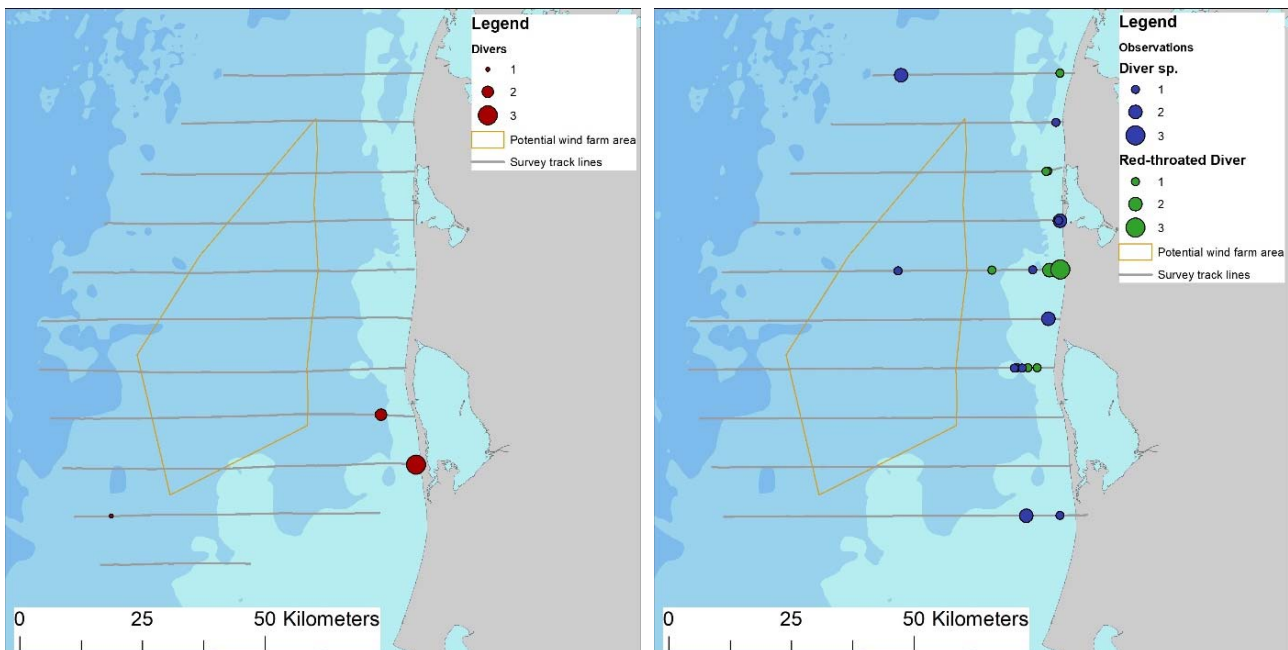 Legend
Divers
1
2
3
Potential wind farm area
Survey track lines
0 25 50 Kilometers
Legend
Observations
Diver sp.
1
2
3
Red-throated Diver
1
2
3
Potential wind farm area
Survey track lines
0 25 50 Kilometers